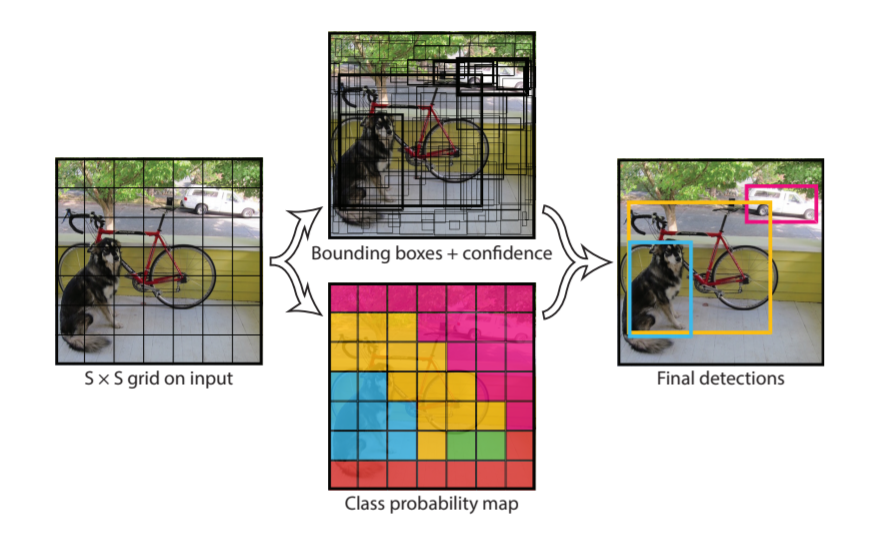 Bounding boxes + confidence
S × S grid on input
Final detections
Class probability map